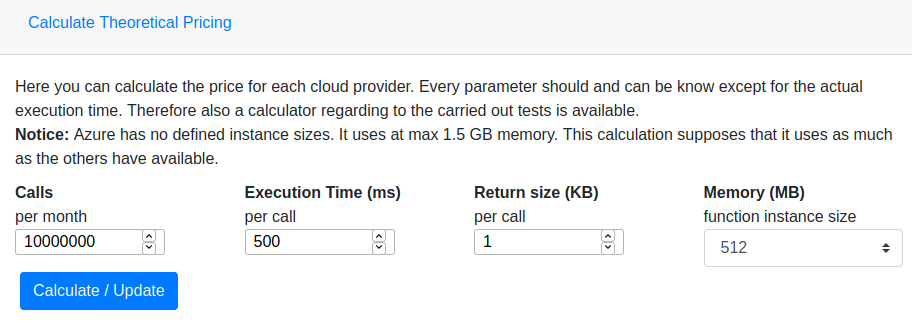 Calculate Theoretical Pricing
Here you can calculate the price for each cloud provider. Every parameter should and can be know except for the actual
execution time. Therefore also a calculator regarding to the carried out tests is available.
Notice: Azure has no defined instance sizes. It uses at max 1.5 GB memory. This calculation supposes that it uses as much
as the others have available.
Calls Execution Time (ms) Return size (KB) Memory (MB)
per month per call per call function instance size
10000000 500 1 512
Calculate / Update